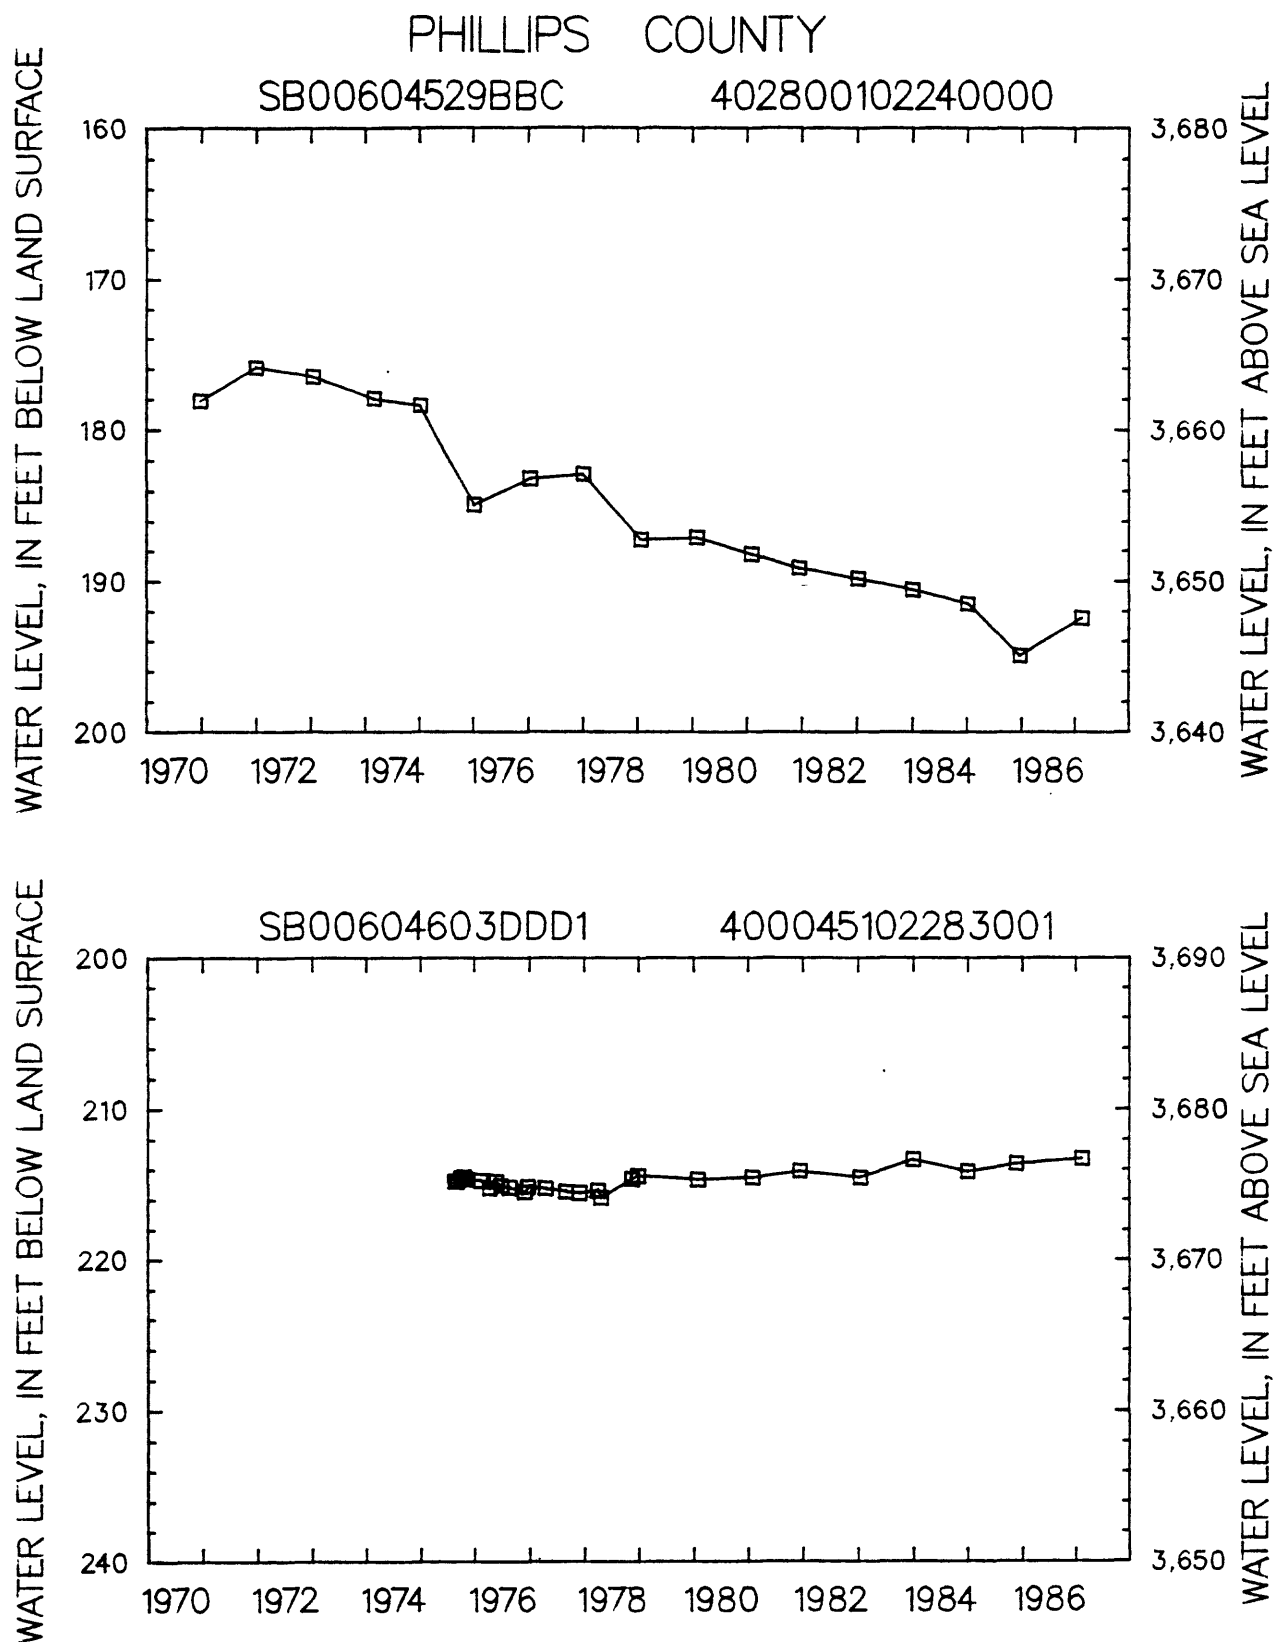 PHILLIPS COUNTY
SB00604529BBC 402800102240000
WATER LEVEL, IN FEET BELOW LAND SURFACE
160
170
180
190
200
3,680
3,670
3,660
3,650
3,640
WATER LEVEL, IN FEET ABOVE SEA LEVEL
1970 1972 1974 1976 1978 1980 1982 1984 1986
SB00604603DDD1 400045102283001
WATER LEVEL, IN FEET BELOW LAND SURFACE
200
210
220
230
240
3,690
3,680
3,670
3,660
3,650
WATER LEVEL, IN FEET ABOVE SEA LEVEL
1970 1972 1974 1976 1978 1980 1982 1984 1986